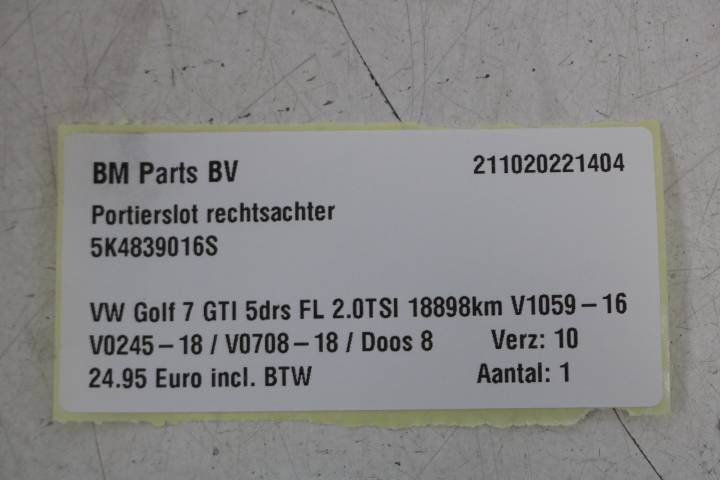 BM Parts BV 211020221404
Portierslot rechtsachter
5K4839016S
VW Golf 7 GTI 5drs FL 2.0TSI 18898km V1059-16
V0245-18 / V0708-18 / Doos 8 Verz: 10
24.95 Euro incl. BTW Aantal: 1